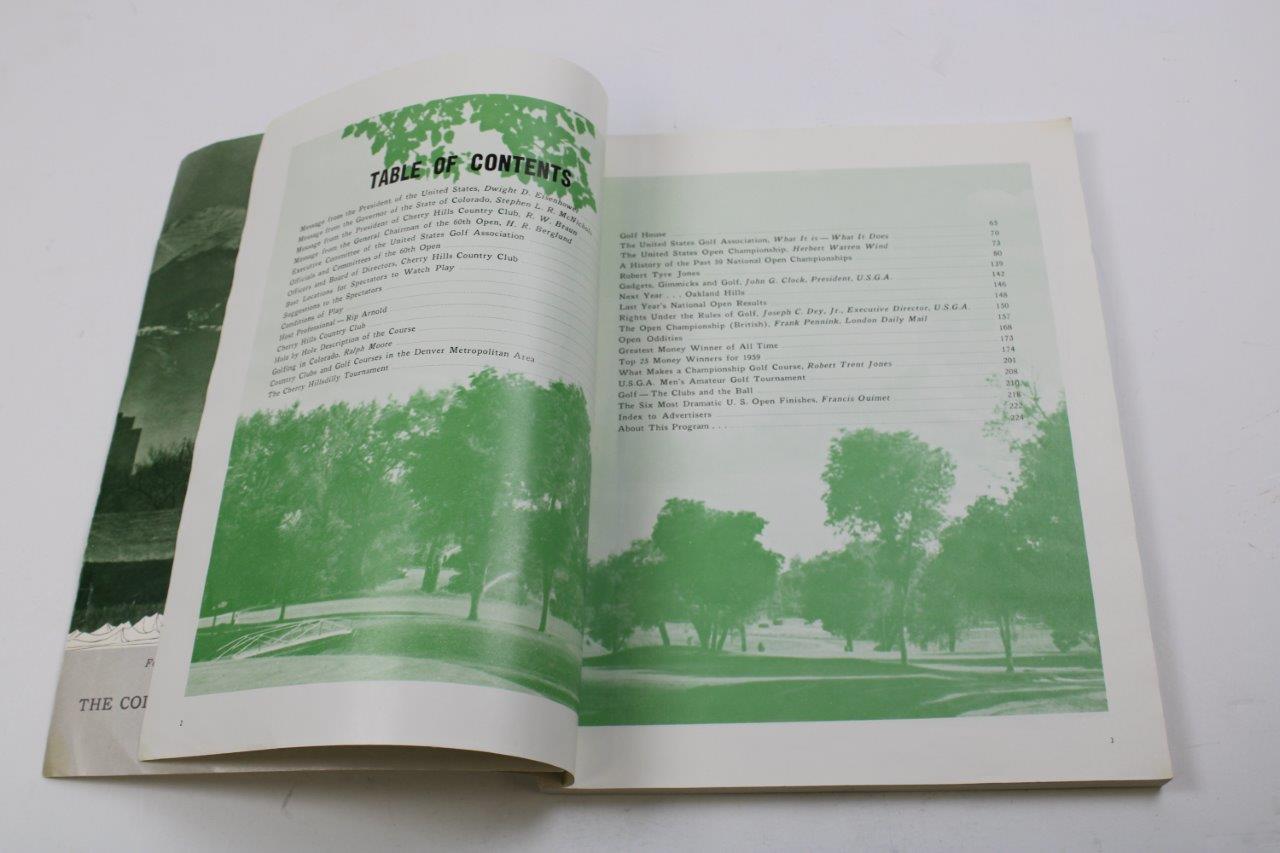 TABLE OF CONTENTS
Message from the President of the United States, Dwight D. Eisenhower
Message from the Governor of the State of Colorado, Stephen L. R. McNichols
Message from the President of Cherry Hills Country Club, R. W. Braun
Message from the General Chairman of the 60th Open, H. R. Berglund
Executive Committee of the United States Golf Association
Officials and Committees of the 60th Open
Officers and Board of Directors, Cherry Hills Country Club
Best Locations for Spectators to Watch Play
Suggestions to the Spectators
Conditions of Play
Host Professional — Rip Arnold
Cherry Hills Country Club
Hole by Hole Description of the Course
Golfing in Colorado, Ralph Moore
Country Clubs and Golf Courses in the Denver Metropolitan Area
The Cherry Hillsdilly Tournament
2
THE COL
Golf House 65
The United States Golf Association, What It is — What It Does 70
The United States Open Championship, Herbert Warren Wind 73
A History of the Past 59 National Open Championships 80
Robert Tyre Jones 139
Gadgets, Gimmicks and Golf, John G. Clock, President, U.S.G.A. 142
Next Year . . . Oakland Hills 146
Last Year's National Open Results 148
Rights Under the Rules of Golf, Joseph C. Dey, Jr., Executive Director, U.S.G.A. 150
The Open Championship (British), Frank Pennink, London Daily Mail 157
Open Oddities 168
Greatest Money Winner of All Time 173
Top 25 Money Winners for 1959 174
What Makes a Championship Golf Course, Robert Trent Jones 201
U.S.G.A. Men's Amateur Golf Tournament 208
Golf — The Clubs and the Ball 210
The Six Most Dramatic U. S. Open Finishes, Francis Ouimet 218
Index to Advertisers 222
About This Program . . . 224
3